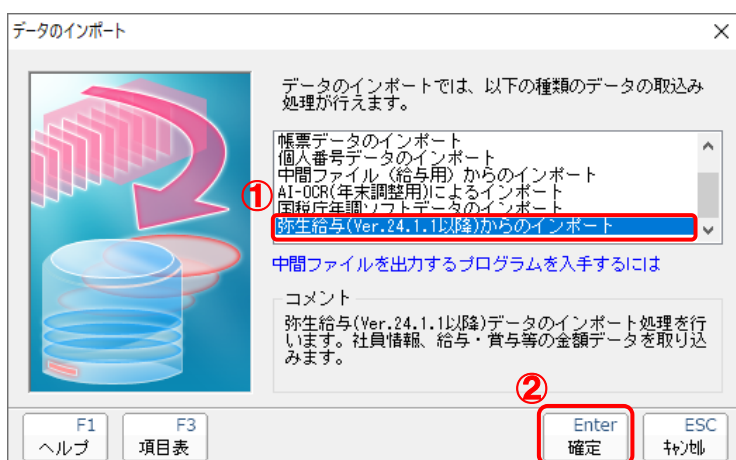 データのインポート
データのインポートでは、以下の種類のデータの取込み
処理が行えます。
帳票データのインポート
個人番号データのインポート
中間ファイル（給与用）からのインポート
AI-OCR(年末調整用)によるインポート
国税庁年調ソフトデータのインポート
①
弥生給与(Ver.24.1.1以降)からのインポート
中間ファイルを出力するプログラムを入手するには
コメント
弥生給与(Ver.24.1.1以降)データのインポート処理を行
います。社員情報、給与・賞与等の金額データを取り込
みます。
②
F1
ヘルプ
F3
項目表
Enter
確定
ESC
ｷｬﾝｾﾙ